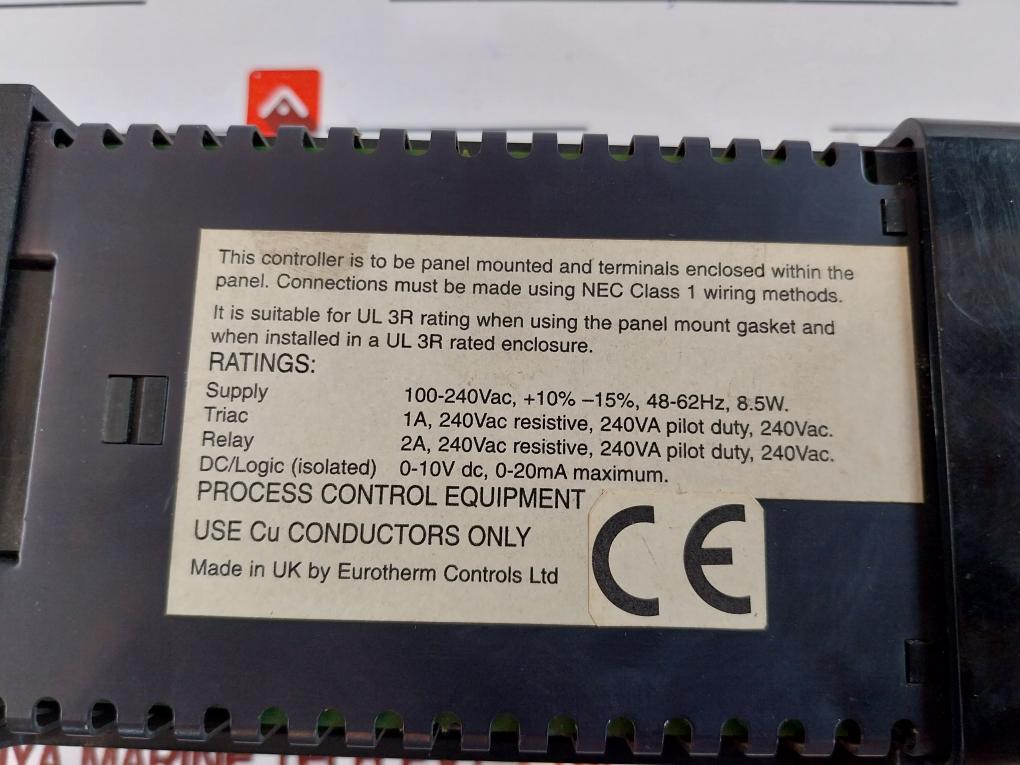 This controller is to be panel mounted and terminals enclosed within the
panel. Connections must be made using NEC Class 1 wiring methods.
It is suitable for UL 3R rating when using the panel mount gasket and
when installed in a UL 3R rated enclosure.
RATINGS:
Supply 100-240Vac, +10% –15%, 48-62Hz, 8.5W.
Triac 1A, 240Vac resistive, 240VA pilot duty, 240Vac.
Relay 2A, 240Vac resistive, 240VA pilot duty, 240Vac.
DC/Logic (isolated) 0-10V dc, 0-20mA maximum.
PROCESS CONTROL EQUIPMENT
USE Cu CONDUCTORS ONLY
Made in UK by Eurotherm Controls Ltd
CE
MARINE